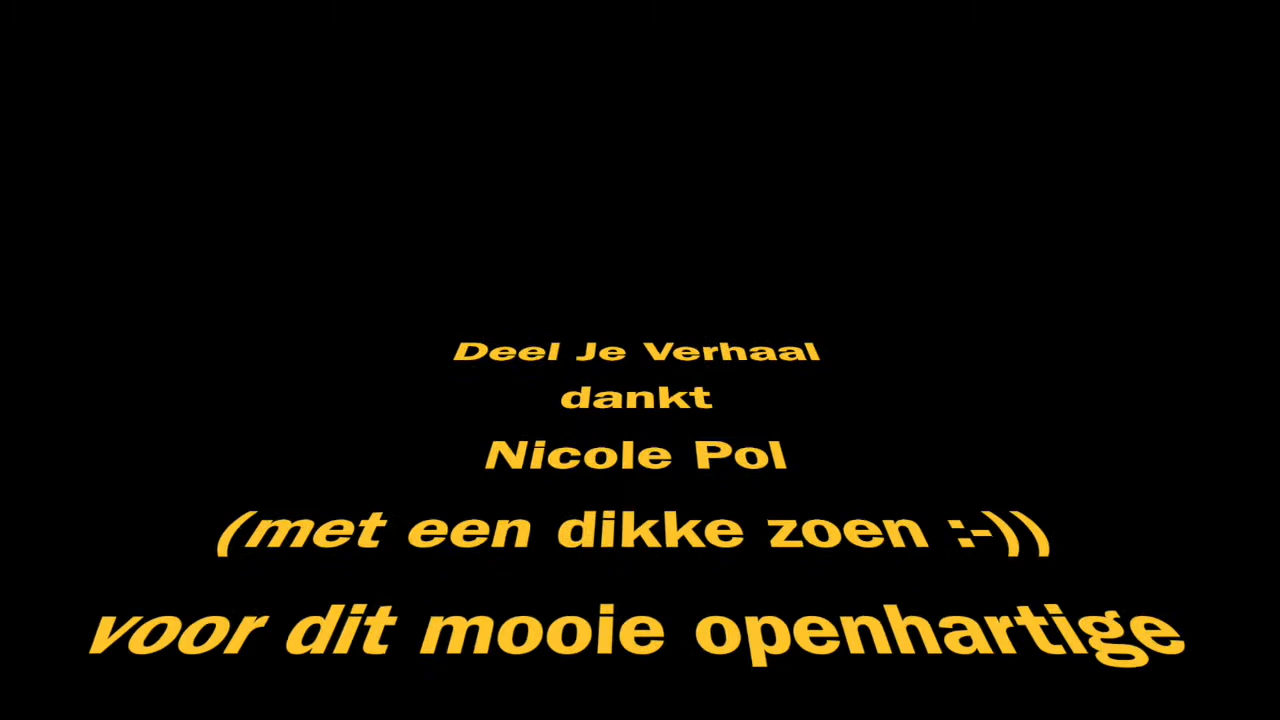 Deel Je Verhaal
dankt
Nicole Pol
(met een dikke zoen :-))
voor dit mooie openhartige